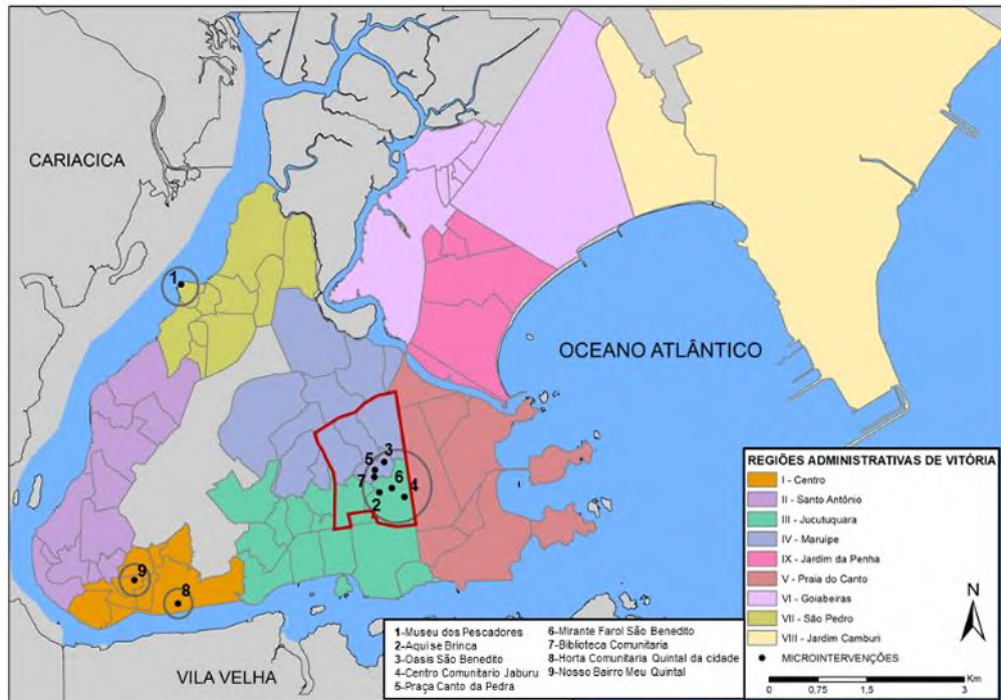 CARIACICA
1
OCEANO ATLÂNTICO
3
5
7
6
4
2
9
8
VILA VELHA
1-Museu dos Pescadores
2-Aqui se Brinca
3-Oasis São Benedito
4-Centro Comunitario Jaburu
5-Praça Canto da Pedra
6-Mirante Farol São Benedito
7-Biblioteca Comunitaria
8-Horta Comunitaria Quintal da cidade
9-Nosso Bairro Meu Quintal
REGIÕES ADMINISTRATIVAS DE VITÓRIA
I - Centro
II - Santo Antônio
III - Jucutuquara
IV - Maruípe
IX - Jardim da Penha
V - Praia do Canto
VI - Goiabeiras
VII - São Pedro
VIII - Jardim Camburi
MICROINTERVENÇÕES
N
Km
0 0,75 1,5 3